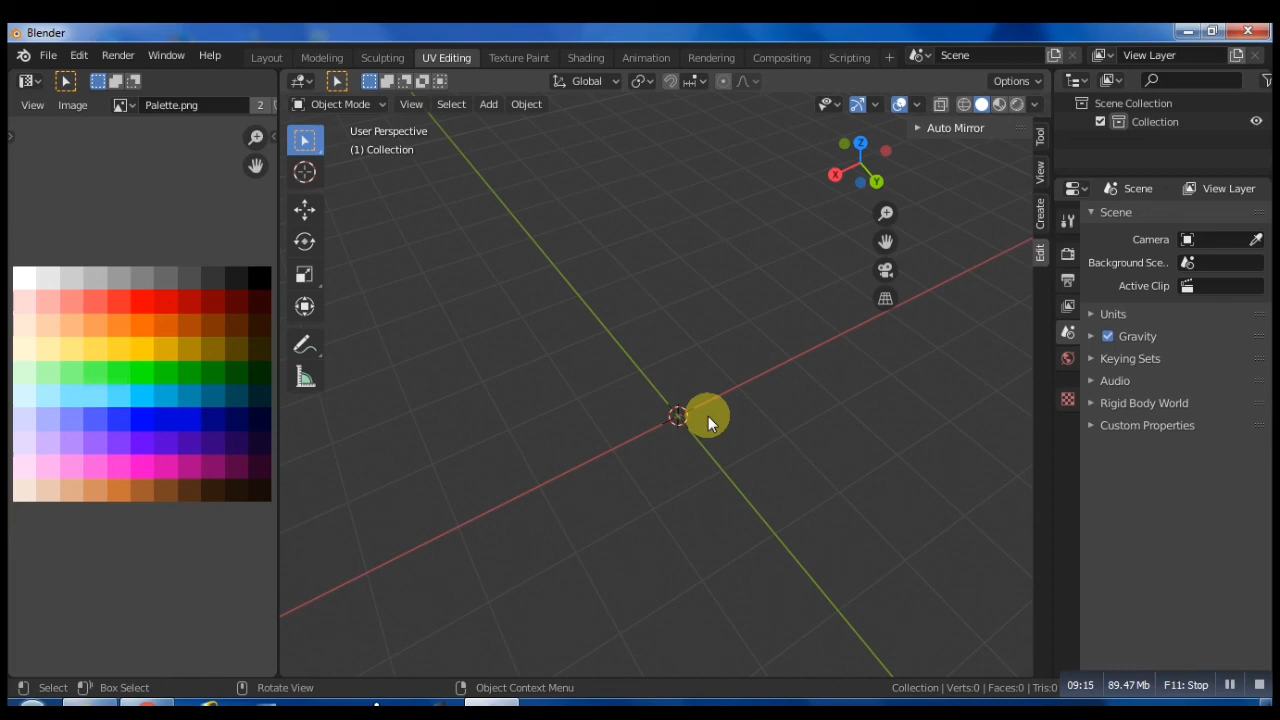 Blender
File Edit Render Window Help
Layout Modeling Sculpting UV Editing Texture Paint Shading Animation Rendering Compositing Scripting +
Scene
View Layer
Global
Options
View Image Palette.png 2
Object Mode View Select Add Object
User Perspective
(1) Collection
Auto Mirror
Z
X
Y
Tool
View
Create
Edit
Scene Collection
Collection
Scene
View Layer
Scene
Camera
Background Sce..
Active Clip
Units
Gravity
Keying Sets
Audio
Rigid Body World
Custom Properties
Select Box Select Rotate View Object Context Menu
Collection | Verts:0 | Faces:0 | Tris:0
09:15 89.47 Mb F11: Stop